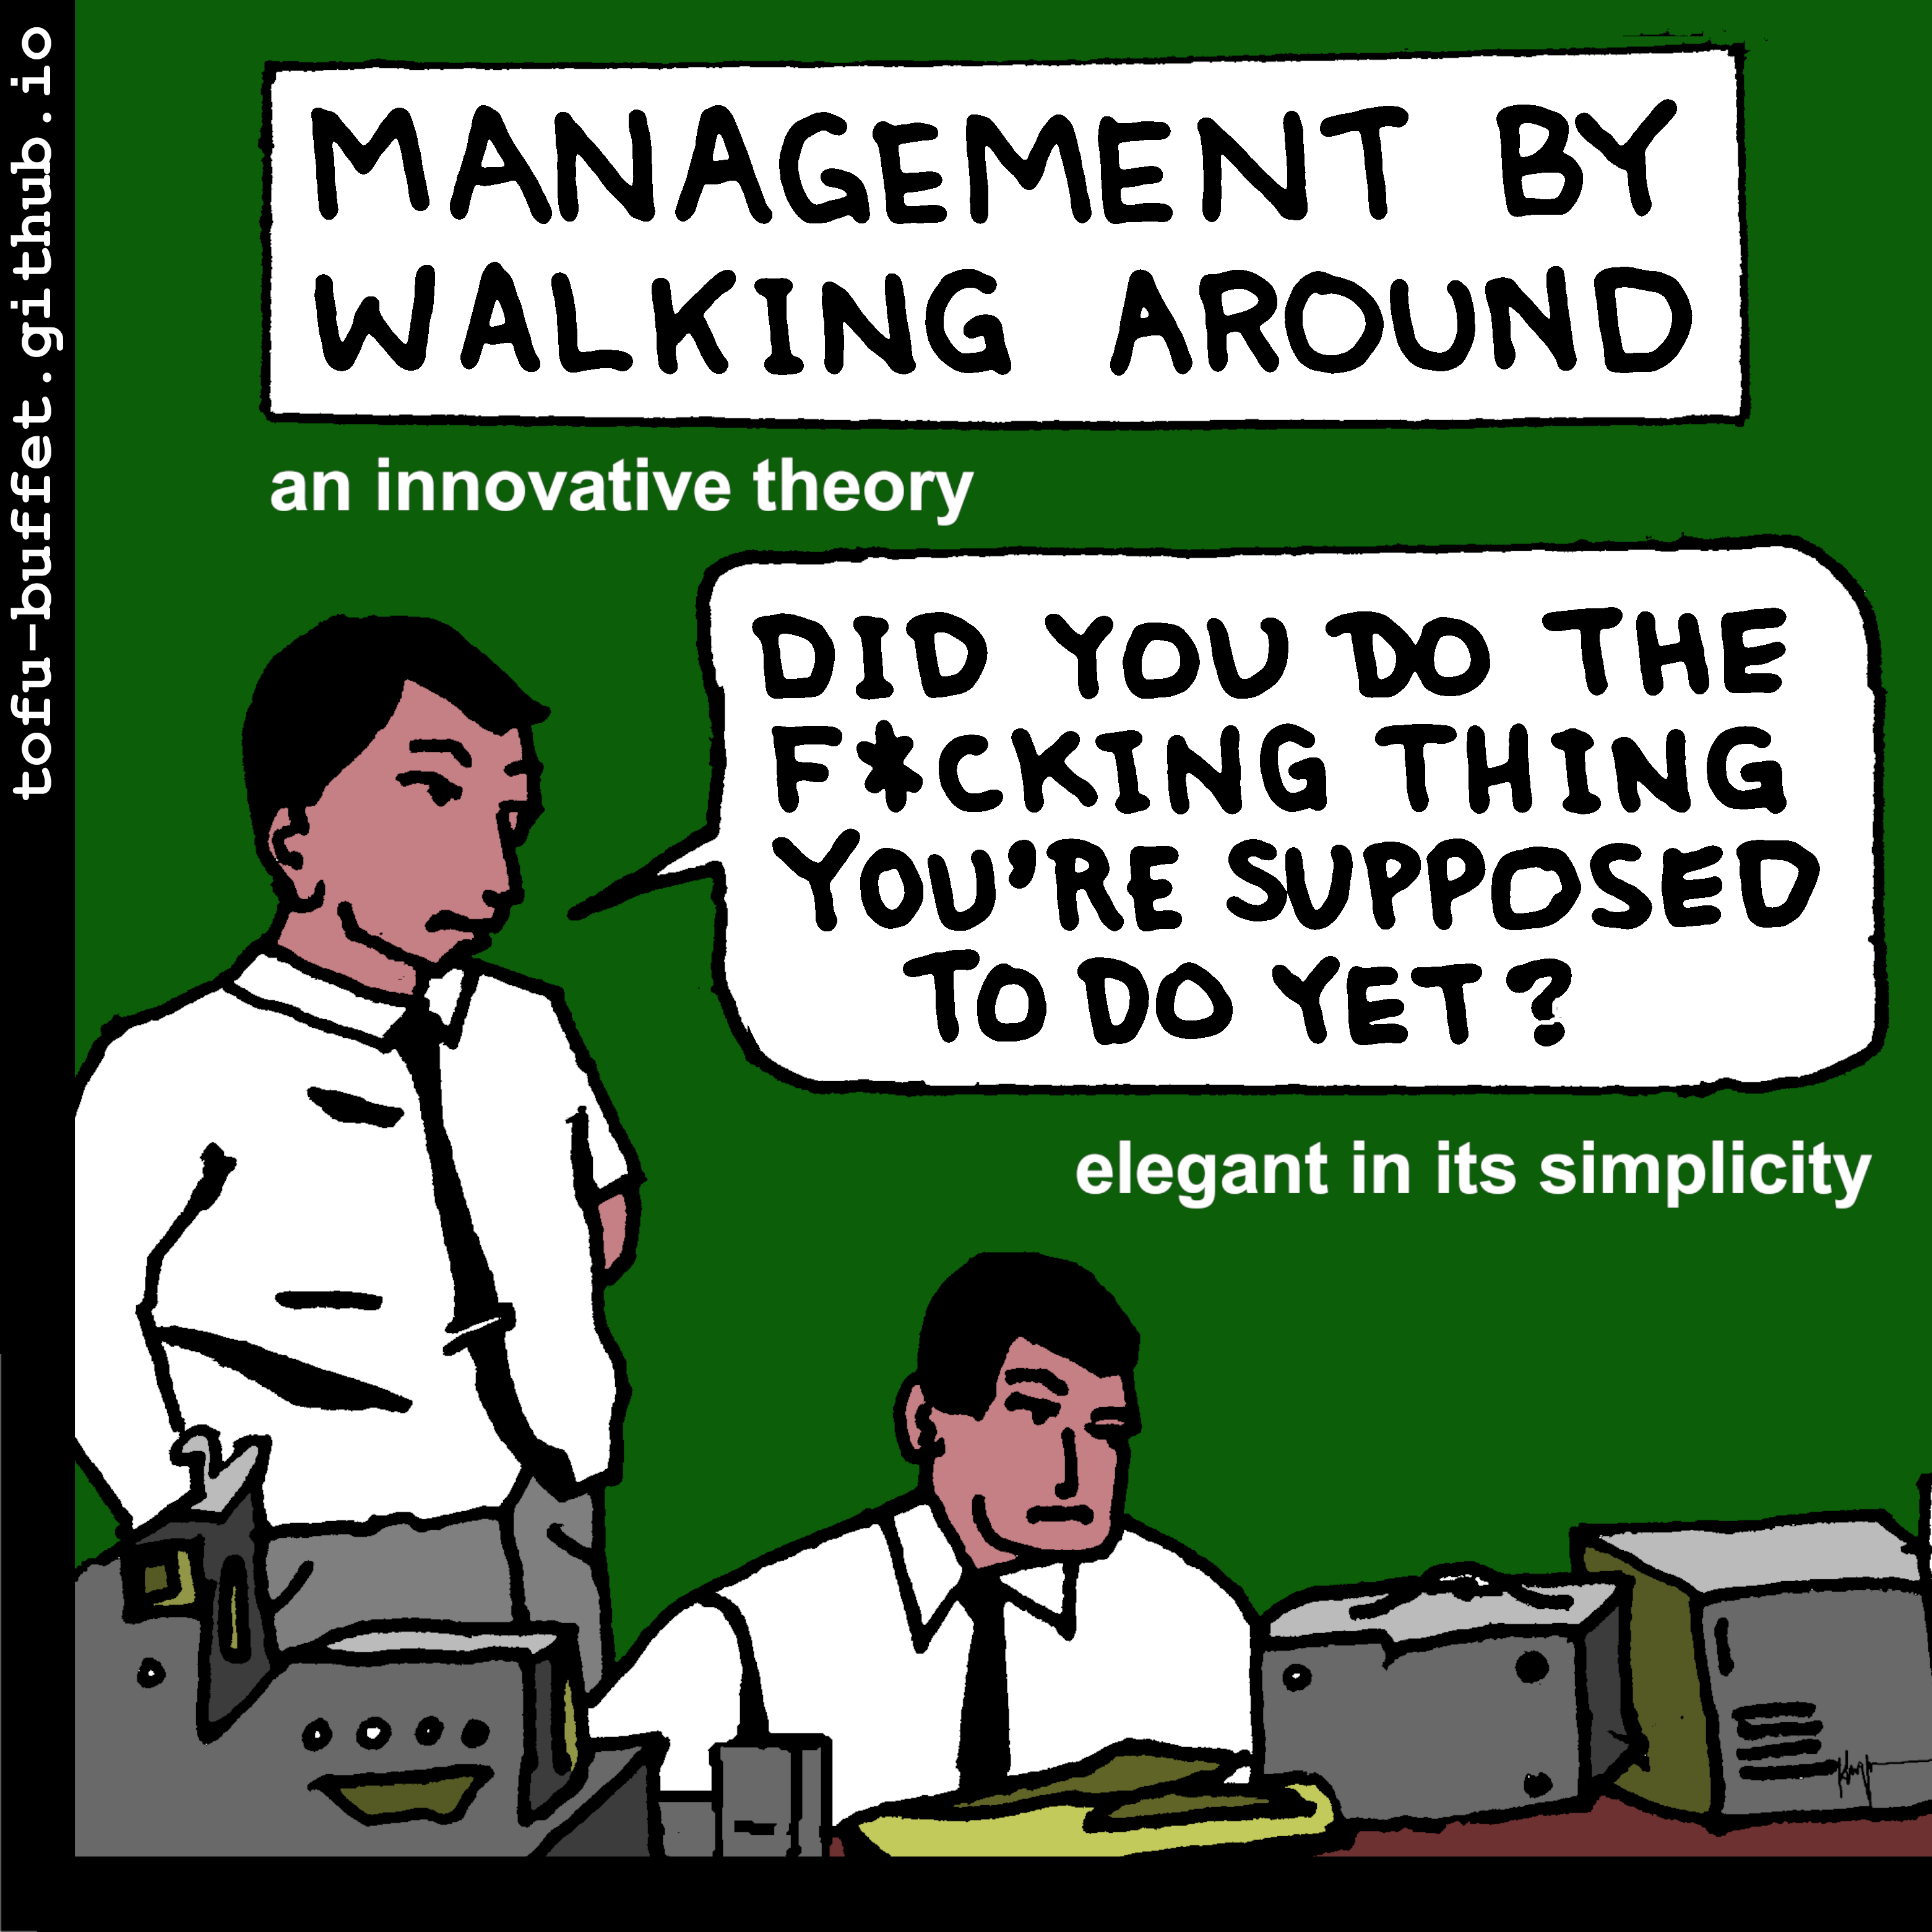 tofu-buffet.github.io
MANAGEMENT BY
WALKING AROUND
an innovative theory
DID YOU DO THE
F*CKING THING
YOU'RE SUPPOSED
TO DO YET?
elegant in its simplicity